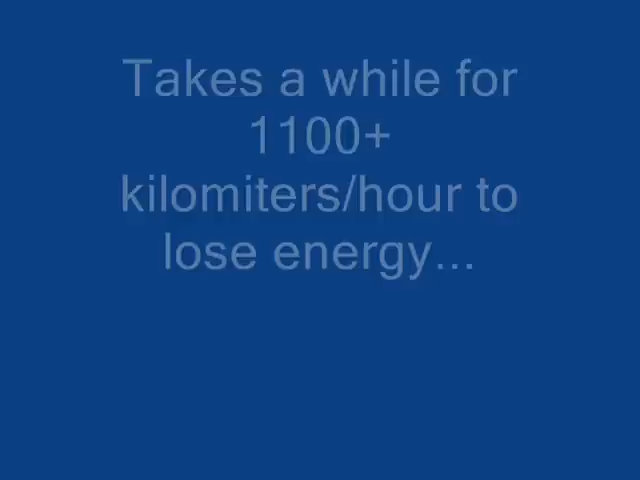 Takes a while for
1100+
kilomiters/hour to
lose energy...